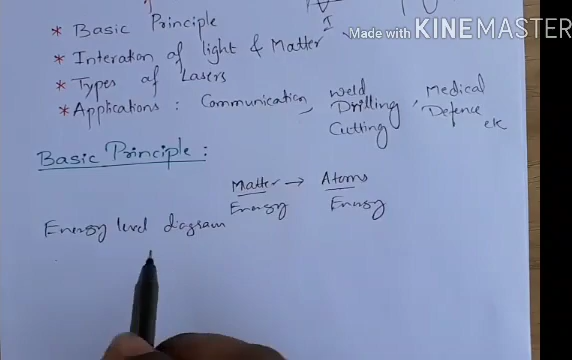 * Basic Principle
Made with KINEMASTER
* Interation of light & Matter
* Types of Lasers
* Applications : Communication, Weld Drilling Cutting, Medical Defence etc
Basic Principle :
Matter → Atoms
Energy Energy
Energy level diagram